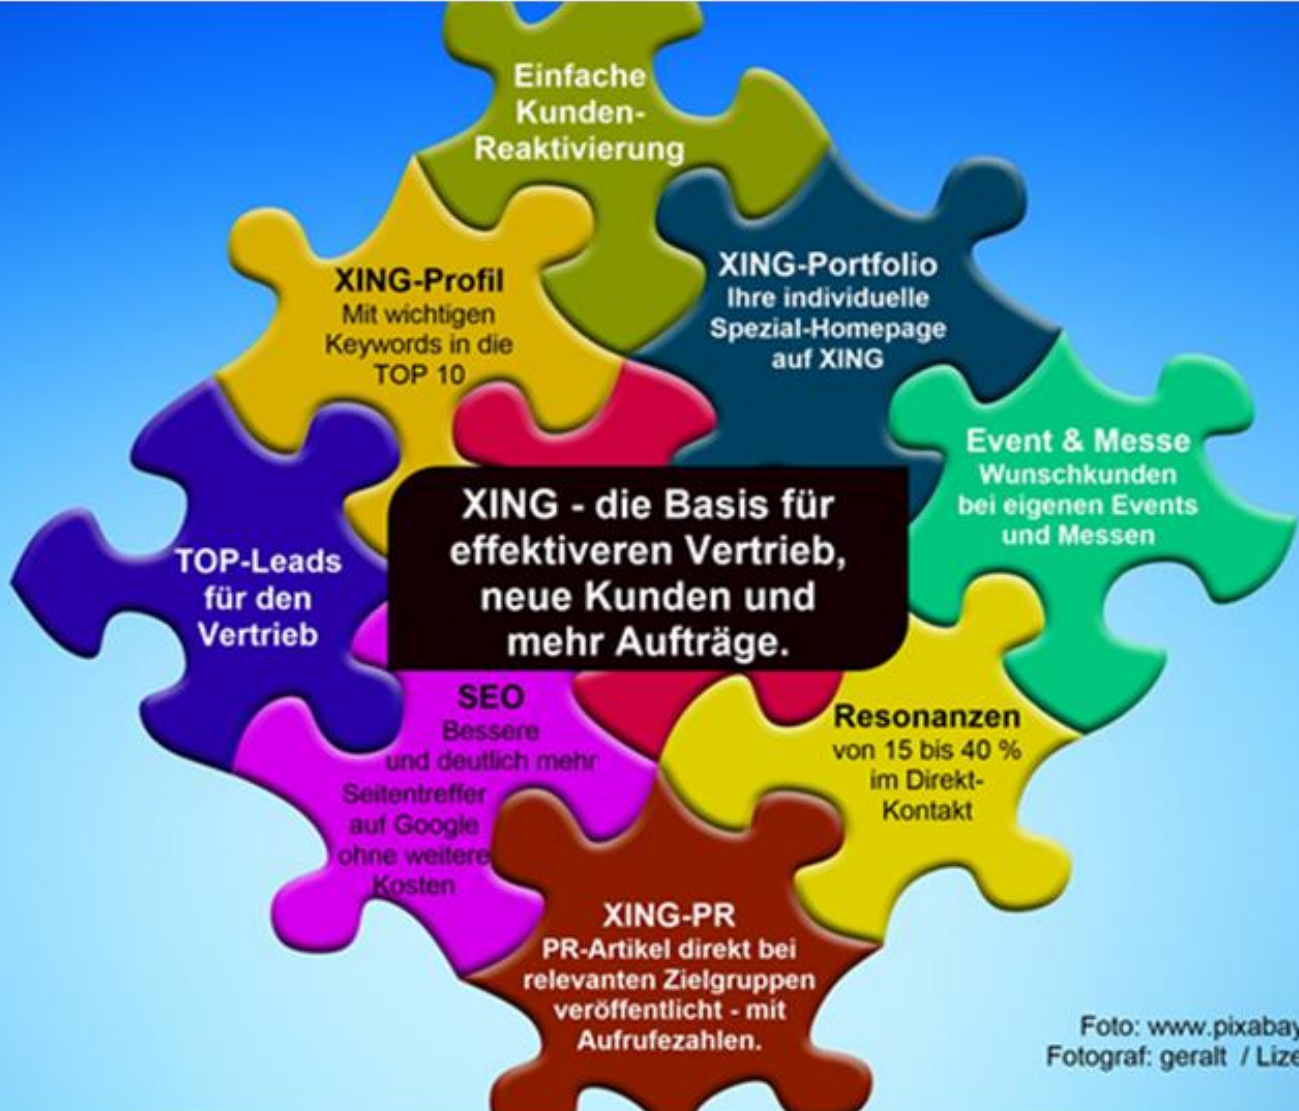 Einfache
Kunden-
Reaktivierung
XING-Profil
Mit wichtigen
Keywords in die
TOP 10
XING-Portfolio
Ihre individuelle
Spezial-Homepage
auf XING
Event & Messe
Wunschkunden
bei eigenen Events
und Messen
TOP-Leads
für den
Vertrieb
XING - die Basis für
effektiveren Vertrieb,
neue Kunden und
mehr Aufträge.
SEO
Bessere
und deutlich mehr
Seitentreffer
auf Google
ohne weitere
Kosten
Resonanzen
von 15 bis 40 %
im Direkt-
Kontakt
XING-PR
PR-Artikel direkt bei
relevanten Zielgruppen
veröffentlicht - mit
Aufrufezahlen.
Foto: www.pixabay
Fotograf: geralt / Lize